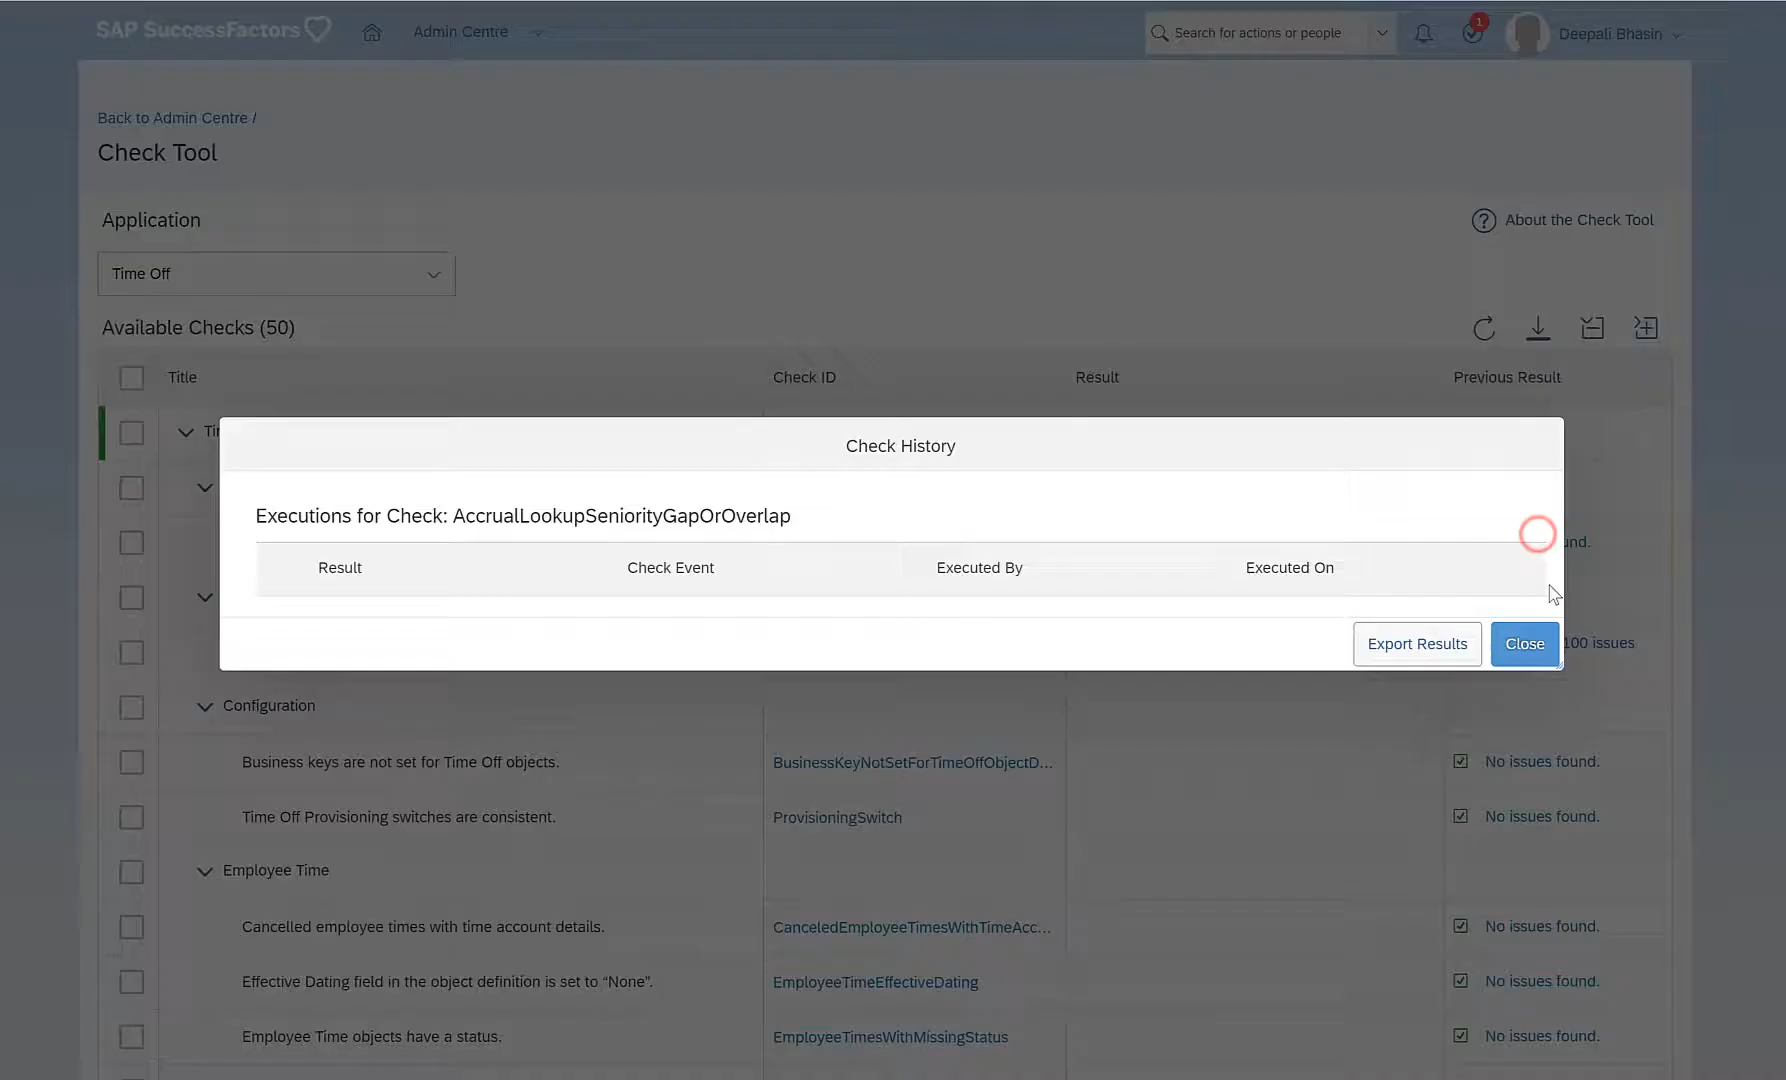 SAP SuccessFactors
Admin Centre
Search for actions or people
1
Deepali Bhasin
Back to Admin Centre /
Check Tool
Application
About the Check Tool
Time Off
Available Checks (50)
Title
Check ID
Result
Previous Result
Check History
Executions for Check: AccrualLookupSeniorityGapOrOverlap
Result
Check Event
Executed By
Executed On
Export Results
Close
100 issues
Configuration
Business keys are not set for Time Off objects.
BusinessKeyNotSetForTimeOffObjectD...
No issues found.
Time Off Provisioning switches are consistent.
ProvisioningSwitch
No issues found.
Employee Time
Cancelled employee times with time account details.
CanceledEmployeeTimesWithTimeAcc...
No issues found.
Effective Dating field in the object definition is set to “None”.
EmployeeTimeEffectiveDating
No issues found.
Employee Time objects have a status.
EmployeeTimesWithMissingStatus
No issues found.